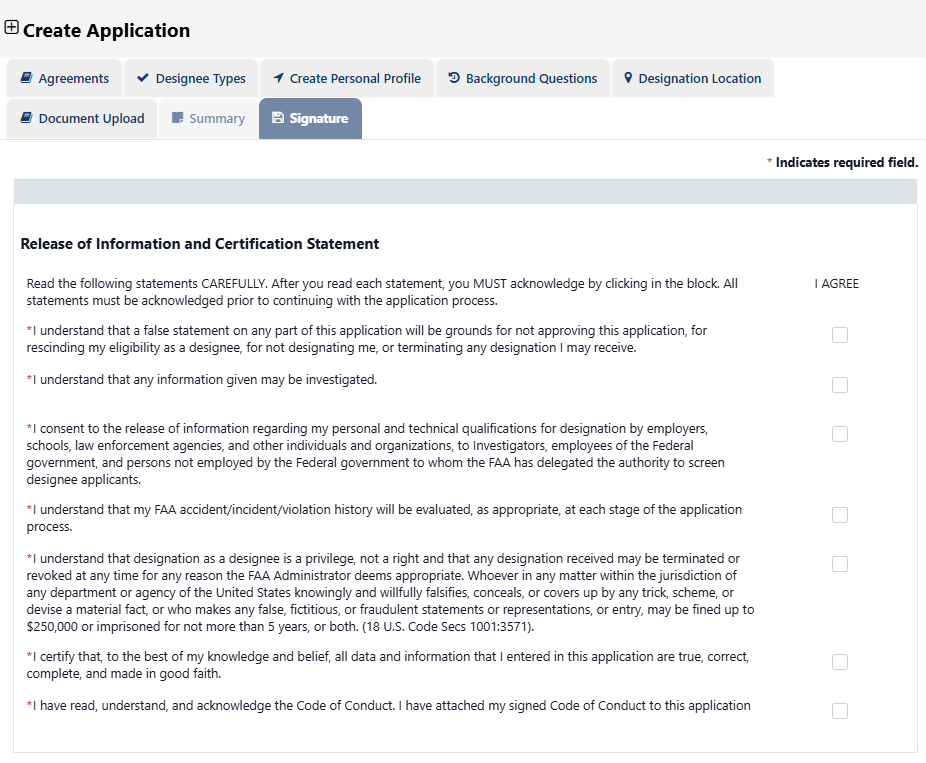 Create Application
Agreements
Designee Types
Create Personal Profile
Background Questions
Designation Location
Document Upload
Summary
Signature
* Indicates required field.
Release of Information and Certification Statement
Read the following statements CAREFULLY. After you read each statement, you MUST acknowledge by clicking in the block. All
statements must be acknowledged prior to continuing with the application process.
I AGREE
*I understand that a false statement on any part of this application will be grounds for not approving this application, for
rescinding my eligibility as a designee, for not designating me, or terminating any designation I may receive.
*I understand that any information given may be investigated.
*I consent to the release of information regarding my personal and technical qualifications for designation by employers,
schools, law enforcement agencies, and other individuals and organizations, to Investigators, employees of the Federal
government, and persons not employed by the Federal government to whom the FAA has delegated the authority to screen
designee applicants.
*I understand that my FAA accident/incident/violation history will be evaluated, as appropriate, at each stage of the application
process.
*I understand that designation as a designee is a privilege, not a right and that any designation received may be terminated or
revoked at any time for any reason the FAA Administrator deems appropriate. Whoever in any matter within the jurisdiction of
any department or agency of the United States knowingly and willfully falsifies, conceals, or covers up by any trick, scheme, or
devise a material fact, or who makes any false, fictitious, or fraudulent statements or representations, or entry, may be fined up to
$250,000 or imprisoned for not more than 5 years, or both. (18 U.S. Code Secs 1001:3571).
*I certify that, to the best of my knowledge and belief, all data and information that I entered in this application are true, correct,
complete, and made in good faith.
*I have read, understand, and acknowledge the Code of Conduct. I have attached my signed Code of Conduct to this application